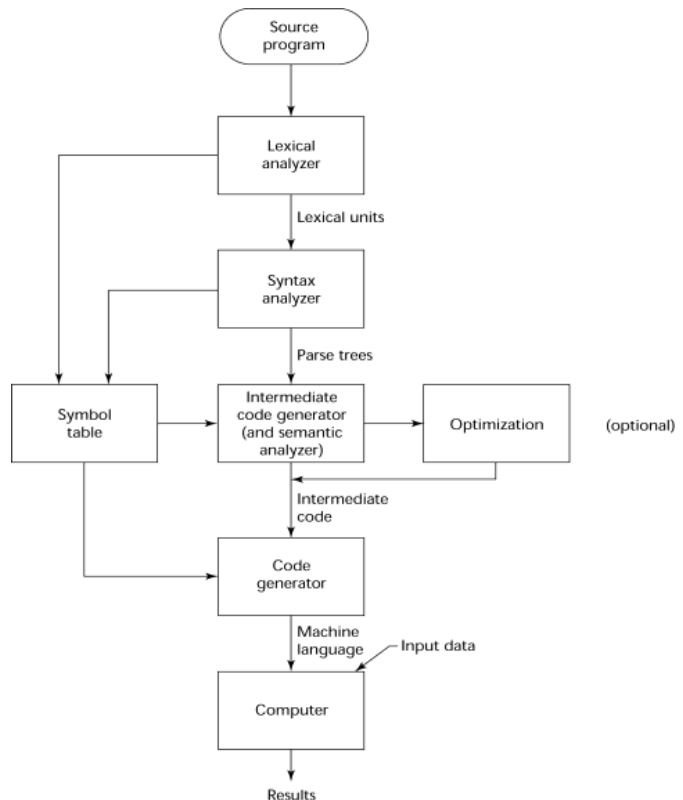 Source
program
Lexical
analyzer
Lexical units
Syntax
analyzer
Parse trees
Symbol
table
Intermediate
code generator
(and semantic
analyzer)
Optimization
(optional)
Intermediate
code
Code
generator
Machine
language
Input data
Computer
Results